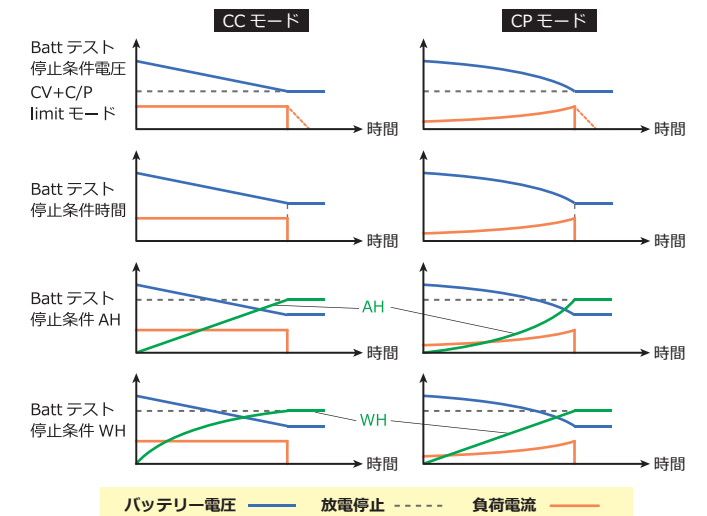 CC モード
CP モード
Batt テスト
停止条件電圧
CV+C/P
limit モード
時間
時間
Batt テスト
停止条件時間
時間
時間
Batt テスト
停止条件 AH
AH
時間
時間
Batt テスト
停止条件 WH
WH
時間
時間
バッテリー電圧 放電停止 負荷電流